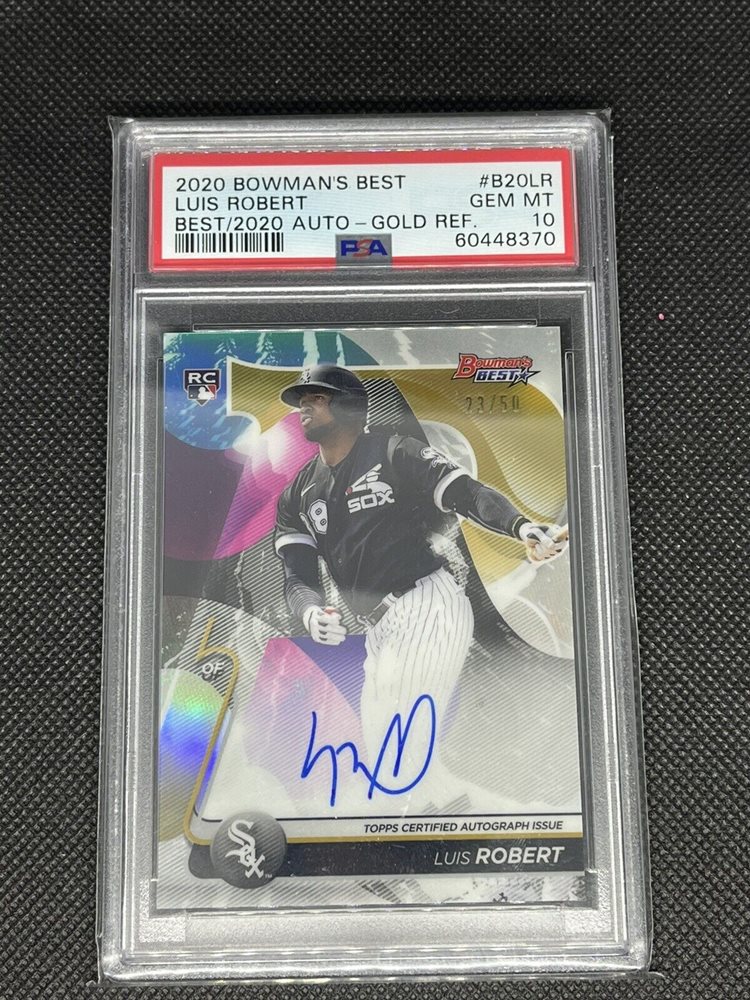 2020 BOWMAN'S BEST #B20LR
LUIS ROBERT GEM MT
BEST/2020 AUTO – GOLD REF. 10
PSA 60448370
RC
Bowman's
BEST
23/50
SOX
OF
TOPPS CERTIFIED AUTOGRAPH ISSUE
Sox
LUIS ROBERT